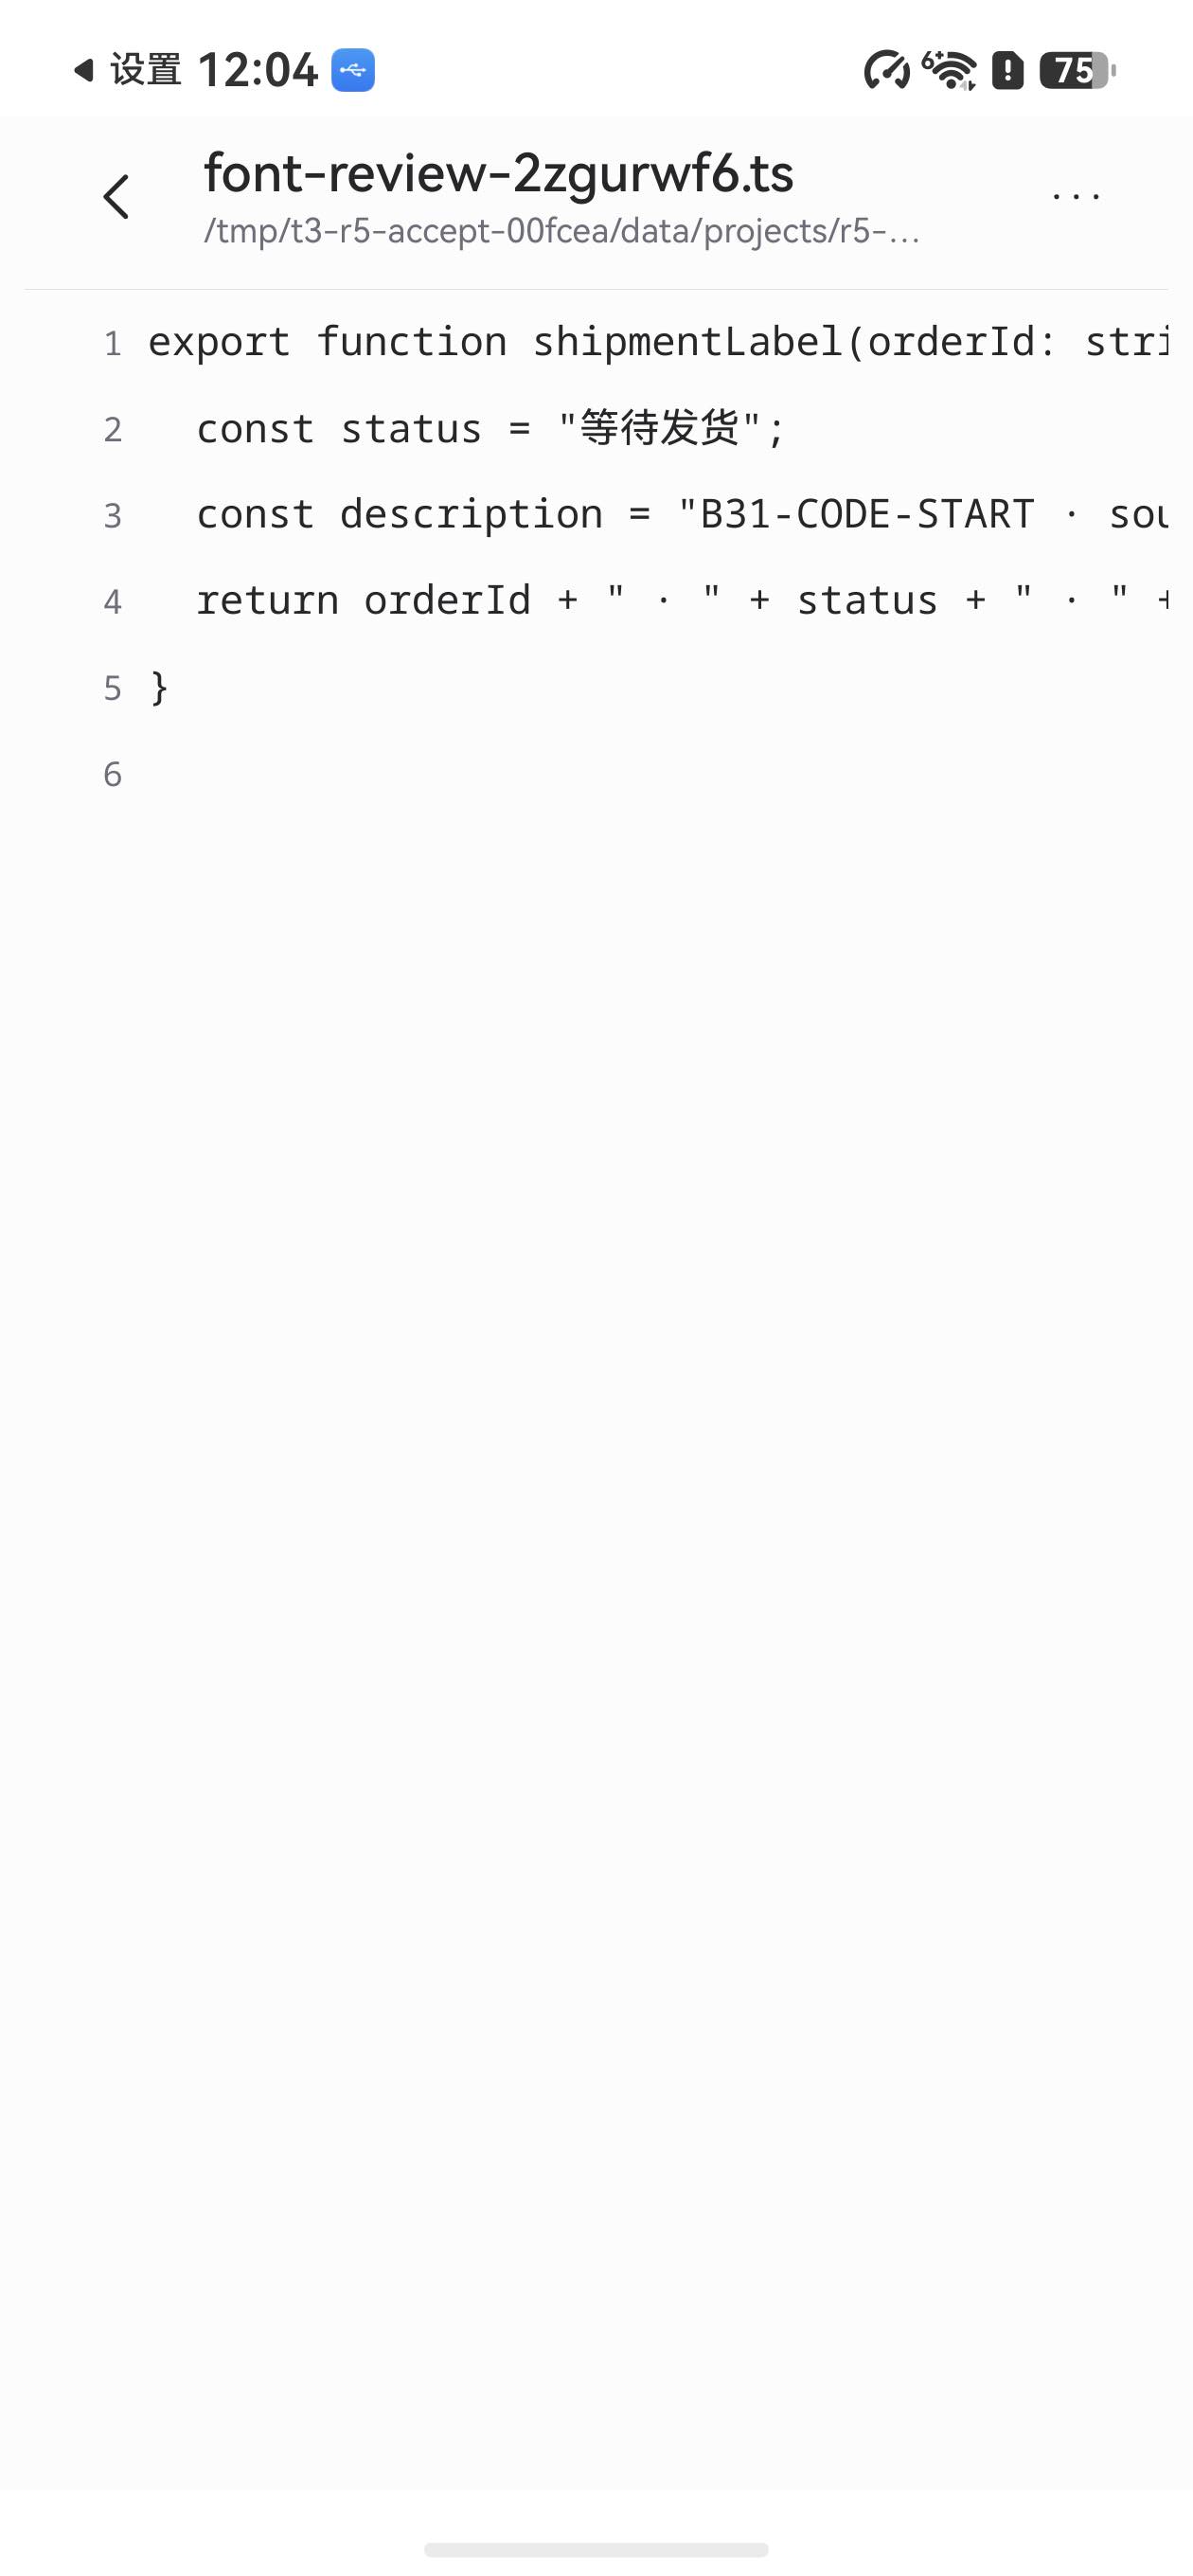 设置 12:04
75
font-review-2zgurwf6.ts
/tmp/t3-r5-accept-00fcea/data/projects/r5-…
...
1 export function shipmentLabel(orderId: stri
2   const status = "等待发货";
3   const description = "B31-CODE-START · sou
4   return orderId + " · " + status + " · " +
5 }
6